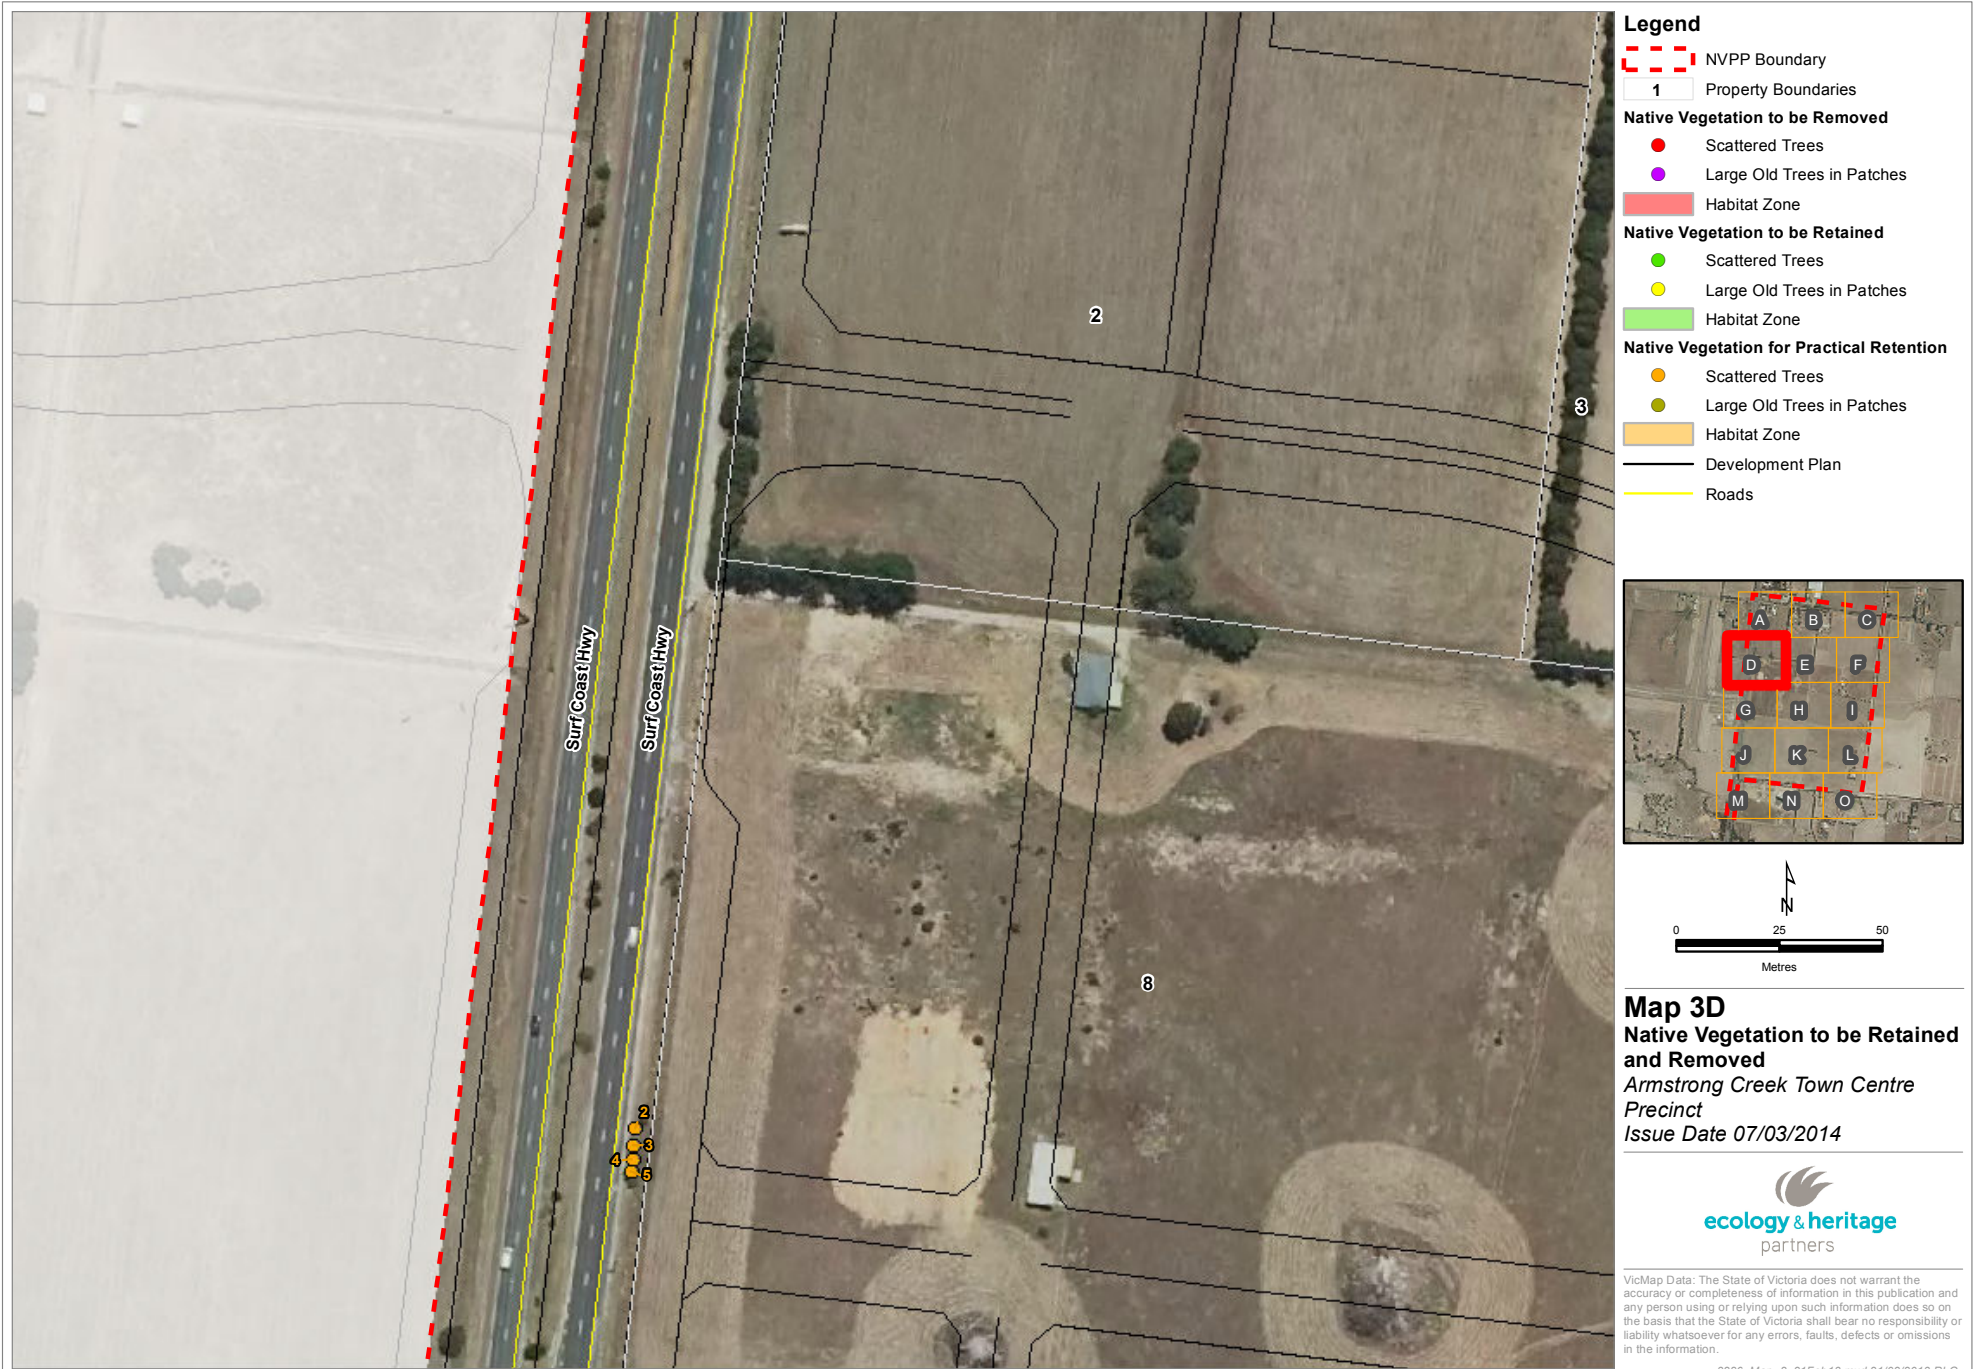 Legend
NVPP Boundary
1 Property Boundaries
Native Vegetation to be Removed
Scattered Trees
Large Old Trees in Patches
Habitat Zone
Native Vegetation to be Retained
Scattered Trees
Large Old Trees in Patches
Habitat Zone
Native Vegetation for Practical Retention
Scattered Trees
Large Old Trees in Patches
Habitat Zone
Development Plan
Roads
2
3
Surf Coast Hwy
Surf Coast Hwy
8
2
3
4
5
A B C
D E F
G H I
J K L
M N O
N
0 25 50
Metres
Map 3D
Native Vegetation to be Retained
and Removed
Armstrong Creek Town Centre
Precinct
Issue Date 07/03/2014
ecology & heritage
partners
VicMap Data: The State of Victoria does not warrant the
accuracy or completeness of information in this publication and
any person using or relying upon such information does so on
the basis that the State of Victoria shall bear no responsibility or
liability whatsoever for any errors, faults, defects or omissions
in the information.